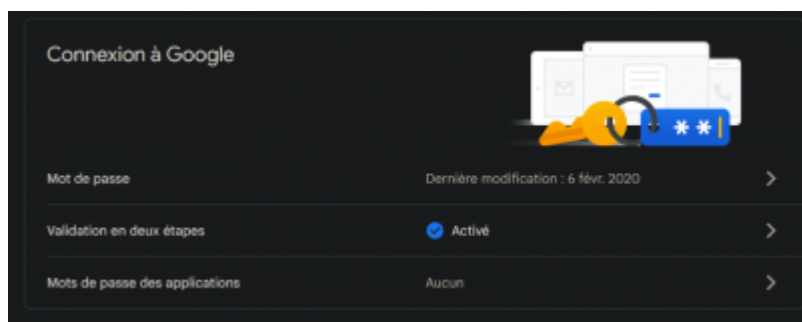 Connexion à Google
**
Mot de passe Dernière modification : 6 févr. 2020
Validation en deux étapes Activé
Mots de passe des applications Aucun